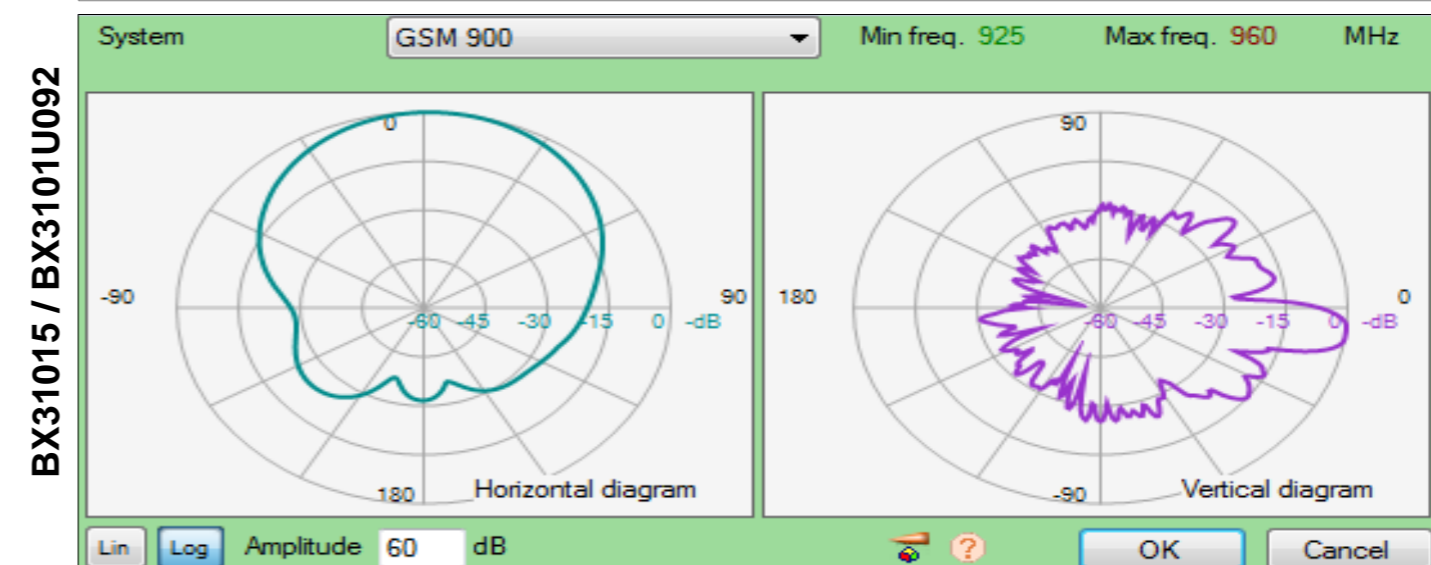 BX31015 / BX3101U092
System GSM 900 Min freq. 925 Max freq. 960 MHz
0
-90 90
-60 -45 -30 -15 0 -dB
180 Horizontal diagram
90
180 0
-60 -45 -30 -15 0 -dB
-90 Vertical diagram
Lin Log Amplitude 60 dB ? OK Cancel